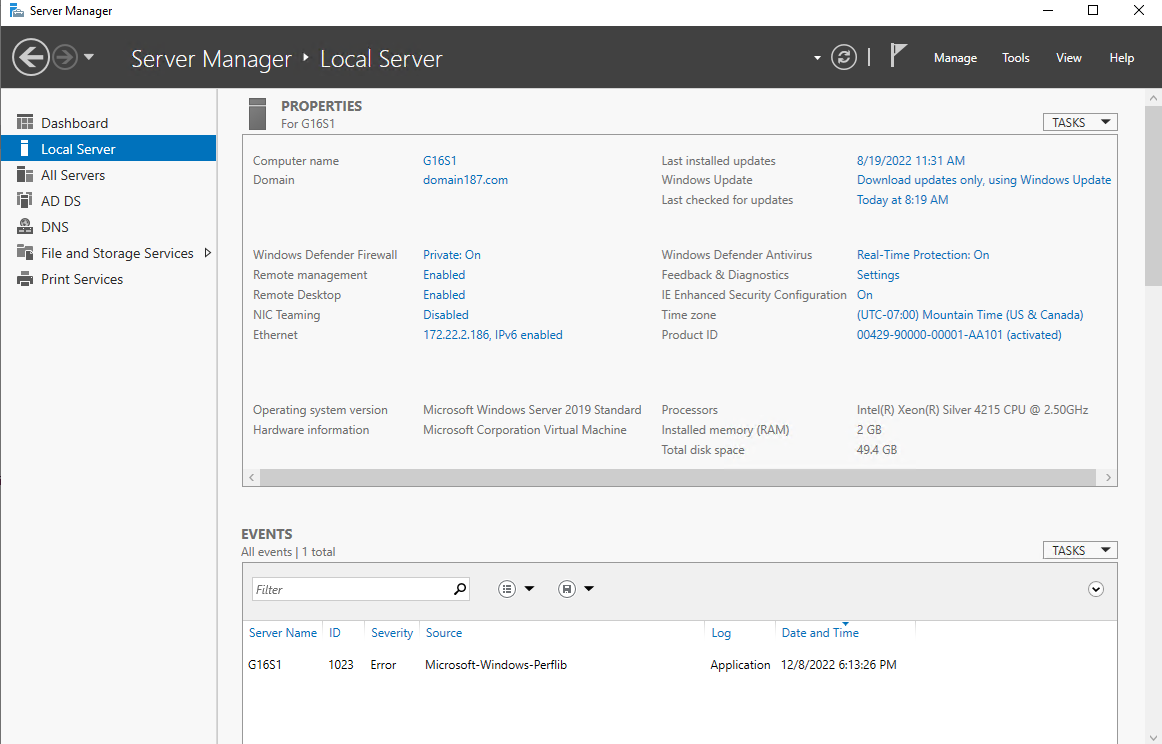 Server Manager
Server Manager ‣ Local Server
Manage Tools View Help
Dashboard
Local Server
All Servers
AD DS
DNS
File and Storage Services
Print Services
PROPERTIES
For G16S1
TASKS
Computer name G16S1 Last installed updates 8/19/2022 11:31 AM
Domain domain187.com Windows Update Download updates only, using Windows Update
Last checked for updates Today at 8:19 AM
Windows Defender Firewall Private: On Windows Defender Antivirus Real-Time Protection: On
Remote management Enabled Feedback & Diagnostics Settings
Remote Desktop Enabled IE Enhanced Security Configuration On
NIC Teaming Disabled Time zone (UTC-07:00) Mountain Time (US & Canada)
Ethernet 172.22.2.186, IPv6 enabled Product ID 00429-90000-00001-AA101 (activated)
Operating system version Microsoft Windows Server 2019 Standard Processors Intel(R) Xeon(R) Silver 4215 CPU @ 2.50GHz
Hardware information Microsoft Corporation Virtual Machine Installed memory (RAM) 2 GB
Total disk space 49.4 GB
EVENTS
All events | 1 total
TASKS
Filter
Server Name ID Severity Source Log Date and Time
G16S1 1023 Error Microsoft-Windows-Perflib Application 12/8/2022 6:13:26 PM